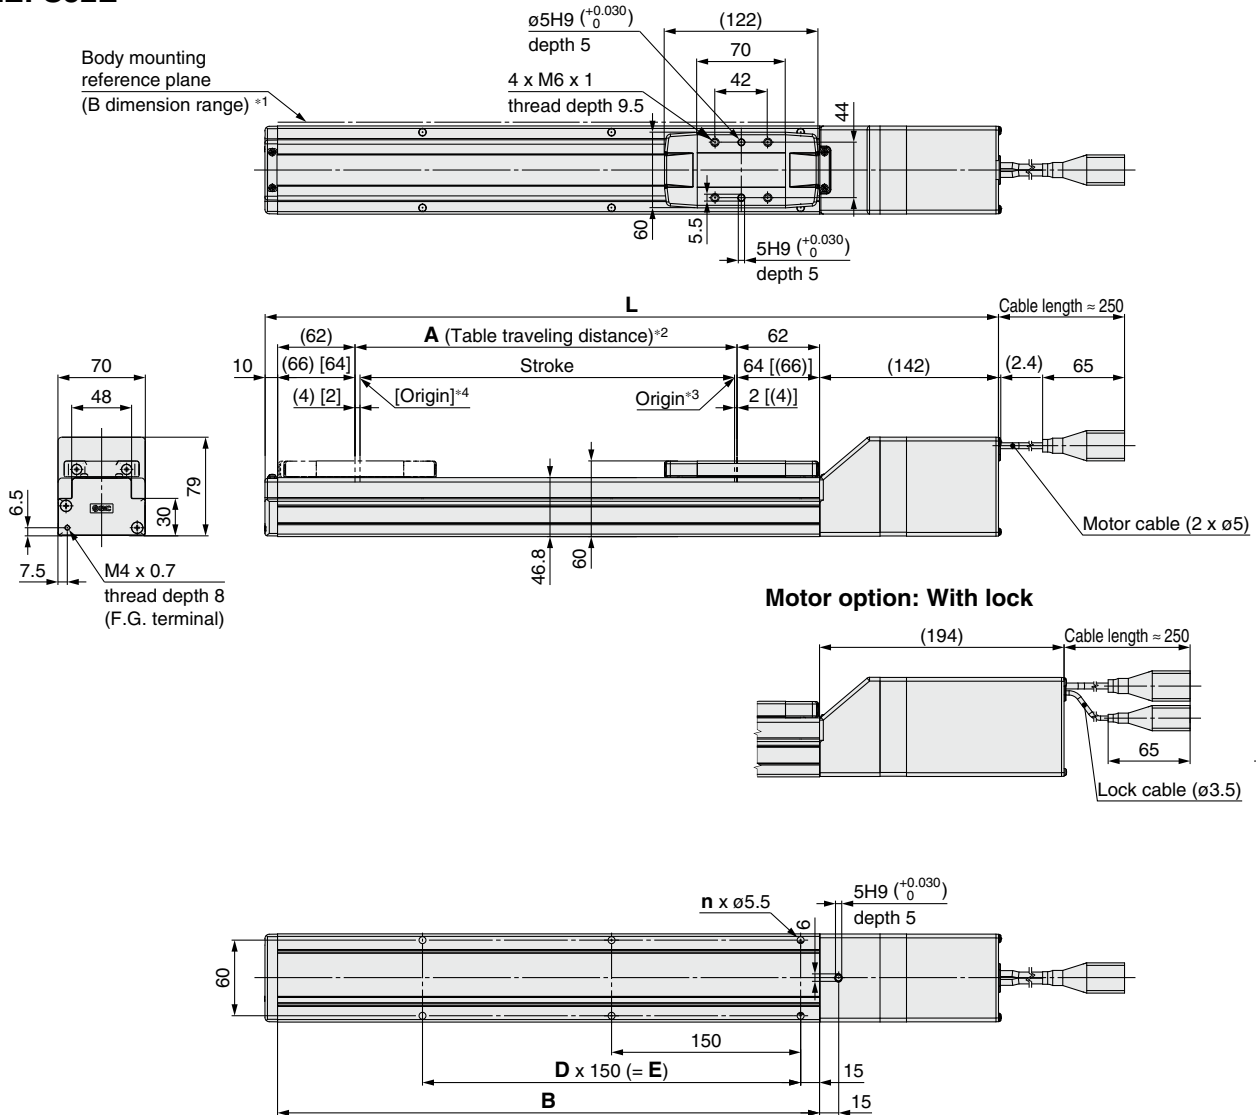 ø5H9 (+0.030 0)
depth 5
(122)
70
42
Body mounting
reference plane
(B dimension range) *1
4 x M6 x 1
thread depth 9.5
44
60
5.5
5H9 (+0.030 0)
depth 5
L
Cable length ≈ 250
(62)
A (Table traveling distance)*2
62
10
(66) [64]
Stroke
64 [(66)]
(142)
(2.4)
65
(4) [2]
[Origin]*4
Origin*3
2 [(4)]
70
48
6.5
30
79
7.5
M4 x 0.7
thread depth 8
(F.G. terminal)
46.8
60
Motor cable (2 x ø5)
Motor option: With lock
(194)
Cable length ≈ 250
65
Lock cable (ø3.5)
n x ø5.5
6
5H9 (+0.030 0)
depth 5
60
150
D x 150 (= E)
15
B
15